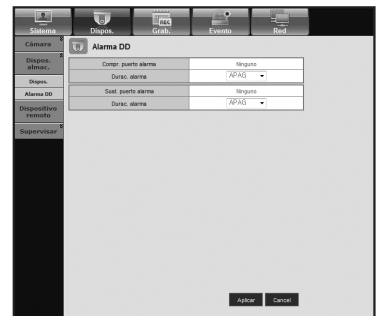 Sistema
Dispos.
Grab.
Evento
Red
Cámara
Dispos. almac.
Dispos.
Alarma DD
Dispositivo remoto
Supervisar
Alarma DD
Compr. puerto alarma
Ninguno
Durac. alarma
APAG
Sust. puerto alarma
Ninguno
Durac. alarma
APAG
Aplicar
Cancel